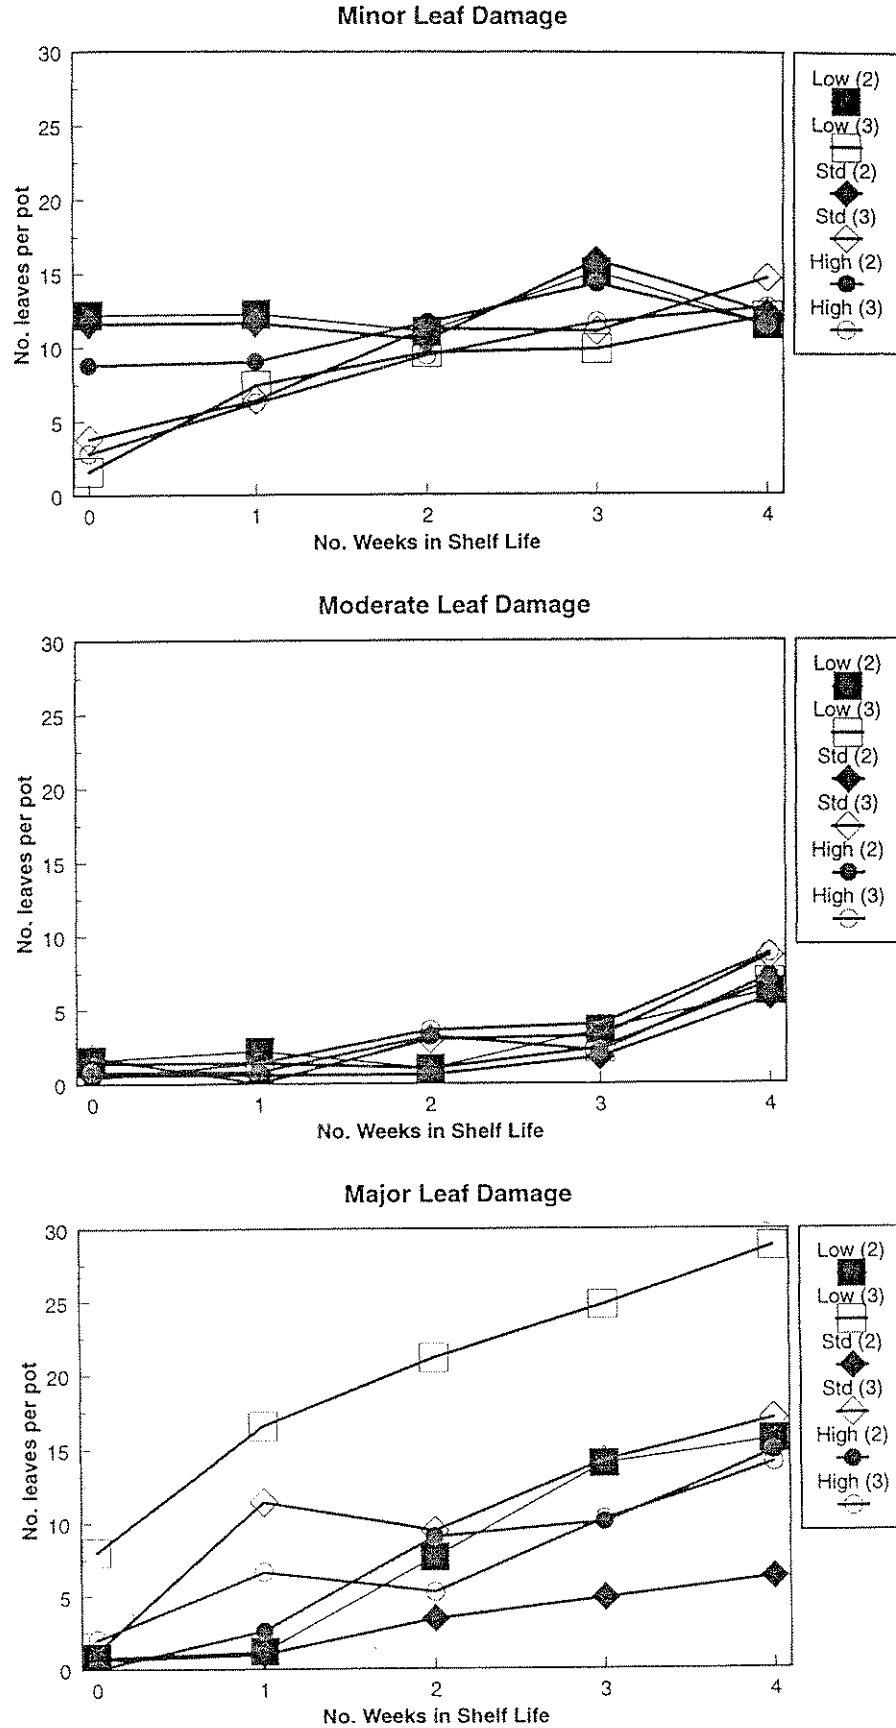 Minor Leaf Damage
No. leaves per pot
30
25
20
15
10
5
0
0 1 2 3 4
No. Weeks in Shelf Life
Low (2)
Low (3)
Std (2)
Std (3)
High (2)
High (3)
Moderate Leaf Damage
No. leaves per pot
30
25
20
15
10
5
0
0 1 2 3 4
No. Weeks in Shelf Life
Low (2)
Low (3)
Std (2)
Std (3)
High (2)
High (3)
Major Leaf Damage
No. leaves per pot
30
25
20
15
10
5
0
0 1 2 3 4
No. Weeks in Shelf Life
Low (2)
Low (3)
Std (2)
Std (3)
High (2)
High (3)